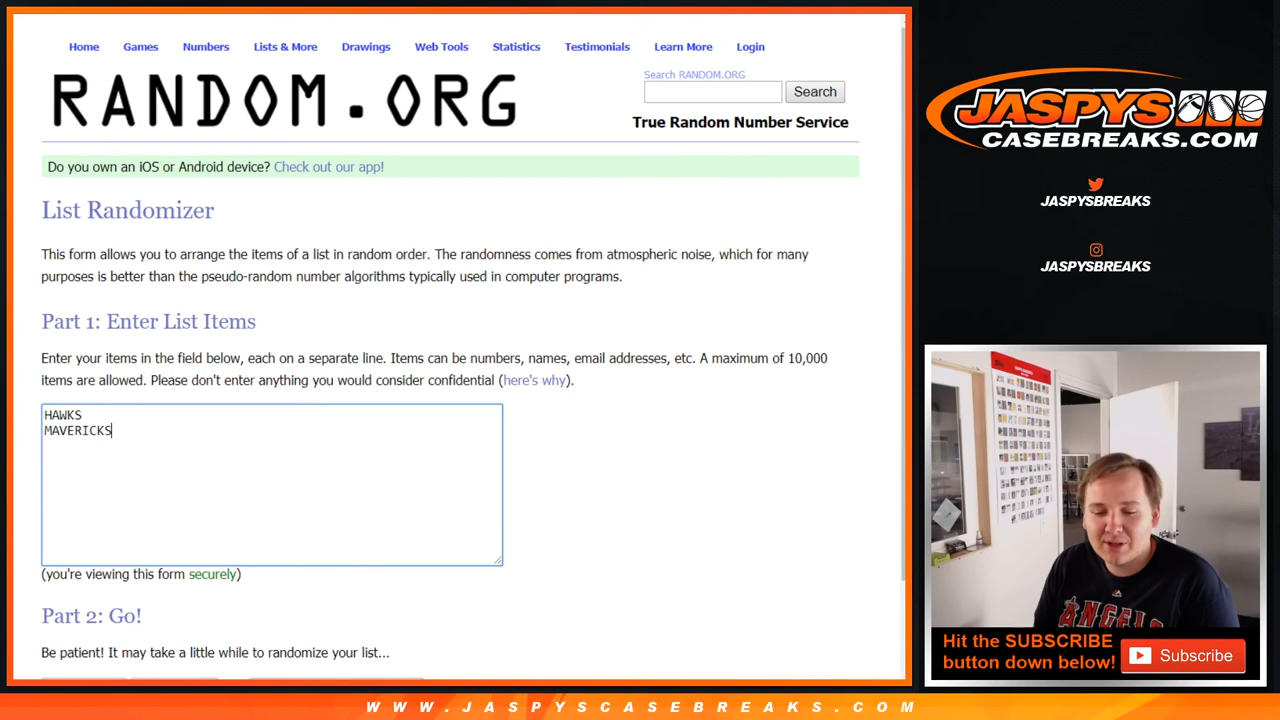 Home Games Numbers Lists & More Drawings Web Tools Statistics Testimonials Learn More Login
RANDOM.ORG
Search RANDOM.ORG
Search
True Random Number Service
Do you own an iOS or Android device? Check out our app!
List Randomizer
This form allows you to arrange the items of a list in random order. The randomness comes from atmospheric noise, which for many
purposes is better than the pseudo-random number algorithms typically used in computer programs.
Part 1: Enter List Items
Enter your items in the field below, each on a separate line. Items can be numbers, names, email addresses, etc. A maximum of 10,000
items are allowed. Please don't enter anything you would consider confidential (here's why).
HAWKS
MAVERICKS
(you're viewing this form securely)
Part 2: Go!
Be patient! It may take a little while to randomize your list...
JASPYS
CASEBREAKS.COM
JASPYSBREAKS
JASPYSBREAKS
ANGELS
Hit the SUBSCRIBE
button down below!
Subscribe
WWW.JASPYSCASEBREAKS.COM